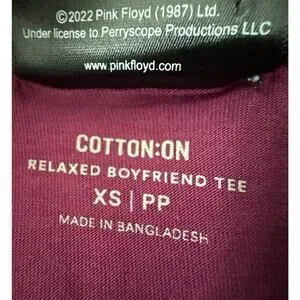 ©2022 Pink Floyd (1987) Ltd.
Under license to Perryscope Productions LLC
www.pinkfloyd.com
COTTON:ON
RELAXED BOYFRIEND TEE
XS | PP
MADE IN BANGLADESH